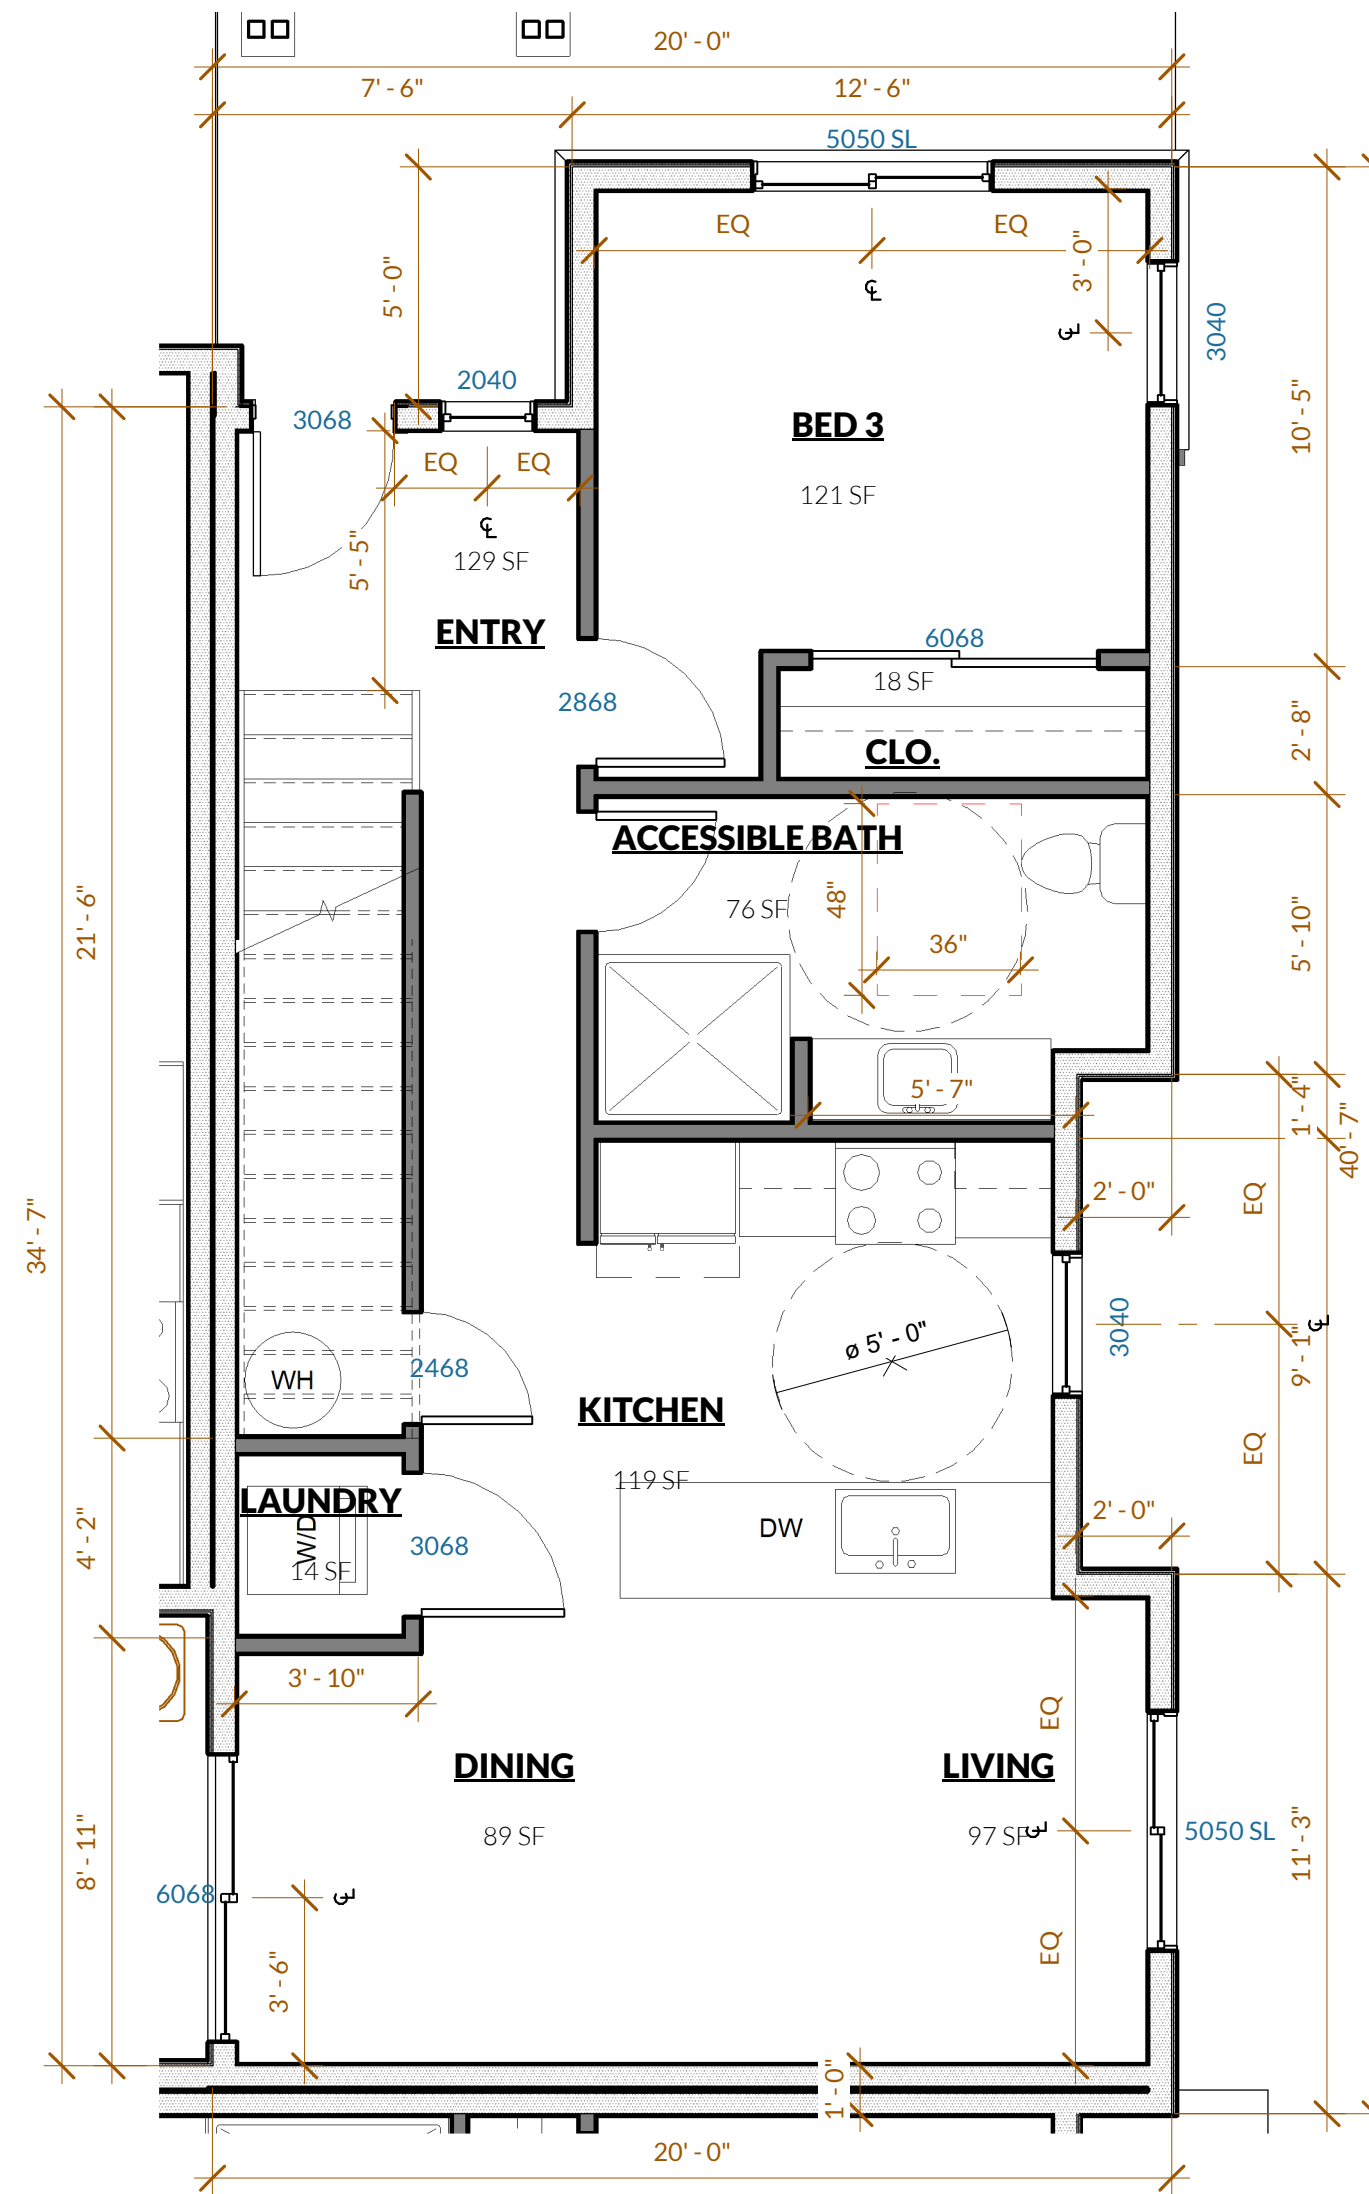 20' - 0"
7' - 6"
12' - 6"
5050 SL
EQ
EQ
3' - 0"
5' - 0"
℄
℄
3040
2040
3068
BED 3
10' - 5"
EQ
EQ
121 SF
℄
5' - 5"
129 SF
ENTRY
6068
18 SF
2868
2' - 8"
CLO.
ACCESSIBLE BATH
48"
76 SF
21' - 6"
36"
5' - 10"
5' - 7"
1' - 4"
40' - 7"
2' - 0"
EQ
34' - 7"
3040
℄
ø 5' - 0"
9' - 1"
2468
WH
KITCHEN
EQ
119 SF
LAUNDRY
2' - 0"
DW
4' - 2"
W/D
3068
14 SF
3' - 10"
EQ
DINING
LIVING
89 SF
97 SF
℄
5050 SL
8' - 11"
11' - 3"
6068
℄
EQ
3' - 6"
1' - 0"
20' - 0"